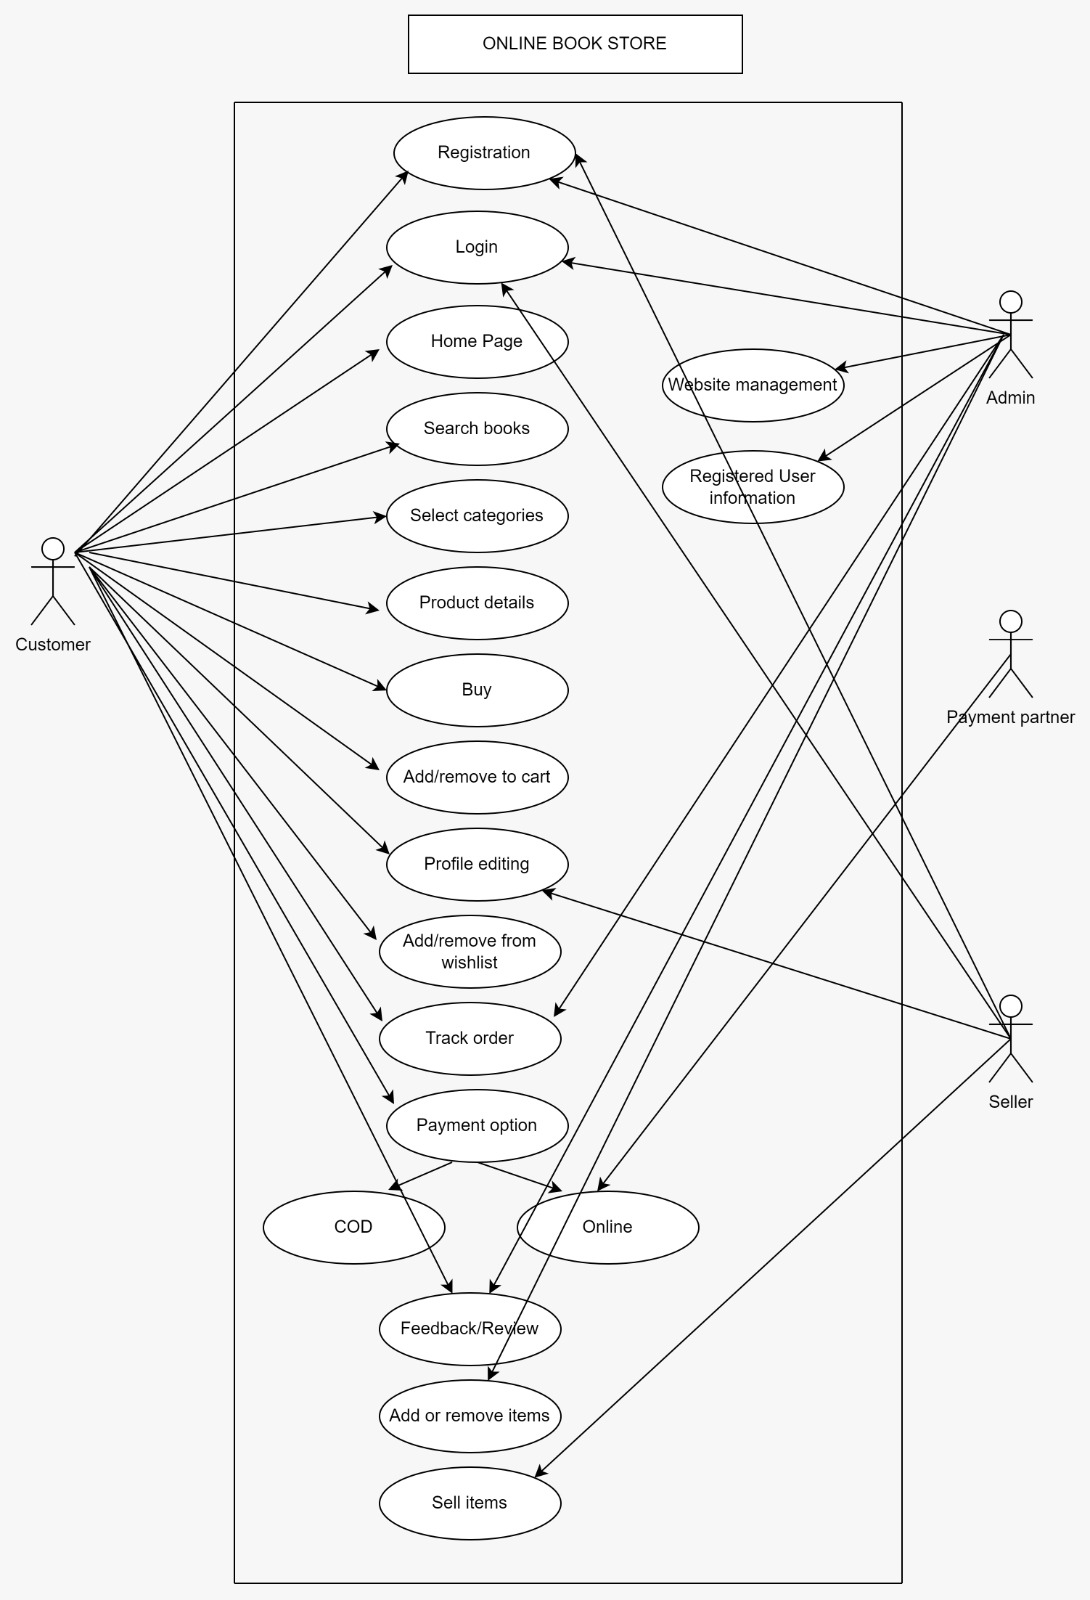 ONLINE BOOK STORE
Registration
Login
Home Page
Website management
Admin
Search books
Registered User
information
Select categories
Customer
Product details
Buy
Payment partner
Add/remove to cart
Profile editing
Add/remove from
wishlist
Track order
Seller
Payment option
COD
Online
Feedback/Review
Add or remove items
Sell items